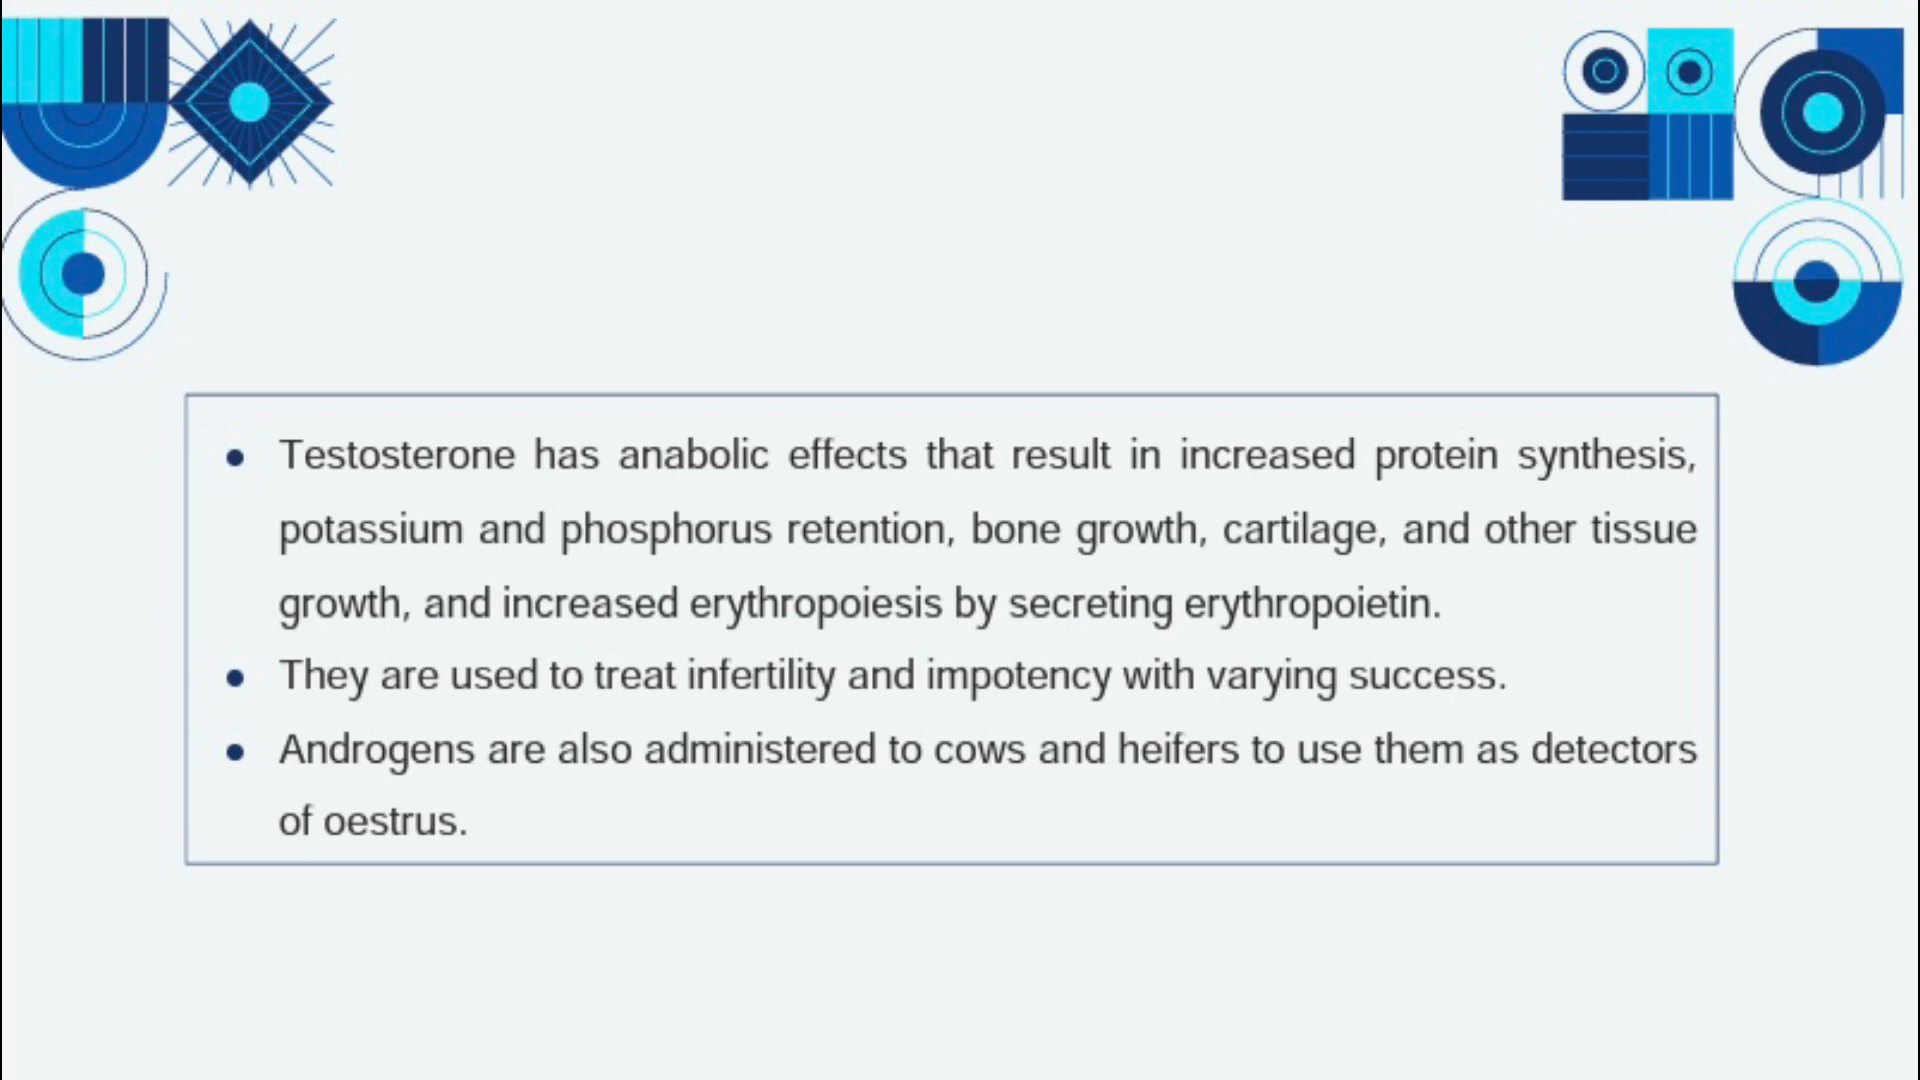 • Testosterone has anabolic effects that result in increased protein synthesis,
potassium and phosphorus retention, bone growth, cartilage, and other tissue
growth, and increased erythropoiesis by secreting erythropoietin.
• They are used to treat infertility and impotency with varying success.
• Androgens are also administered to cows and heifers to use them as detectors
of oestrus.